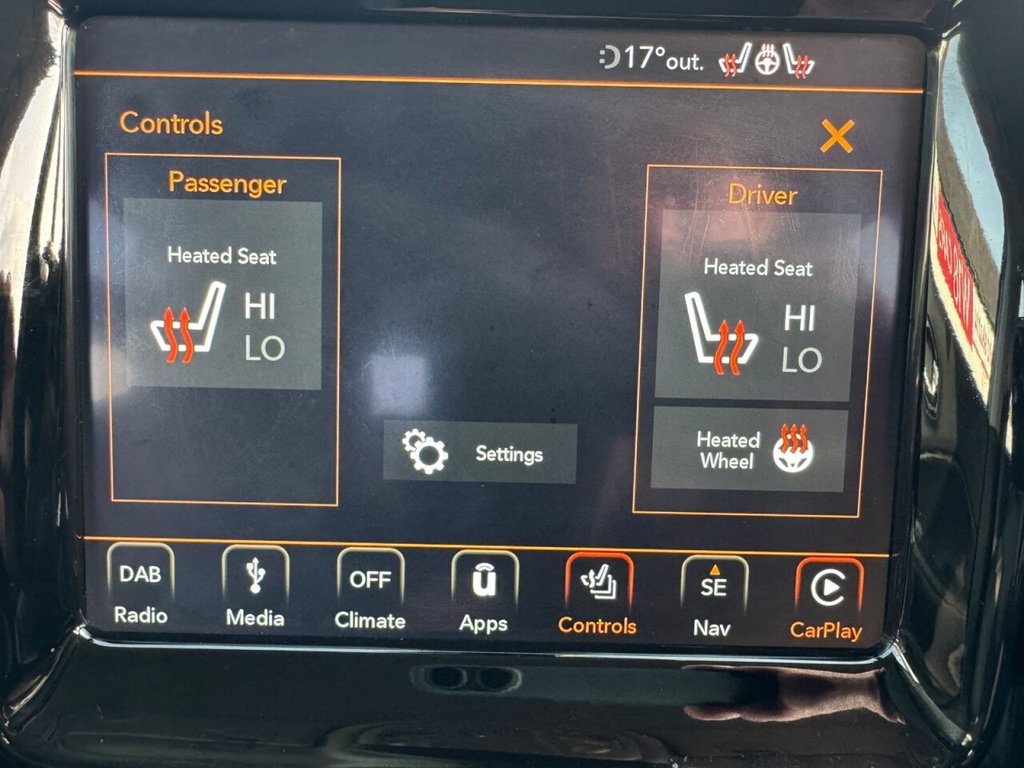 17° out.
Controls
Passenger
Heated Seat
HI
LO
Driver
Heated Seat
HI
LO
Heated
Wheel
Settings
DAB
Radio
Media
OFF
Climate
Apps
Controls
SE
Nav
CarPlay